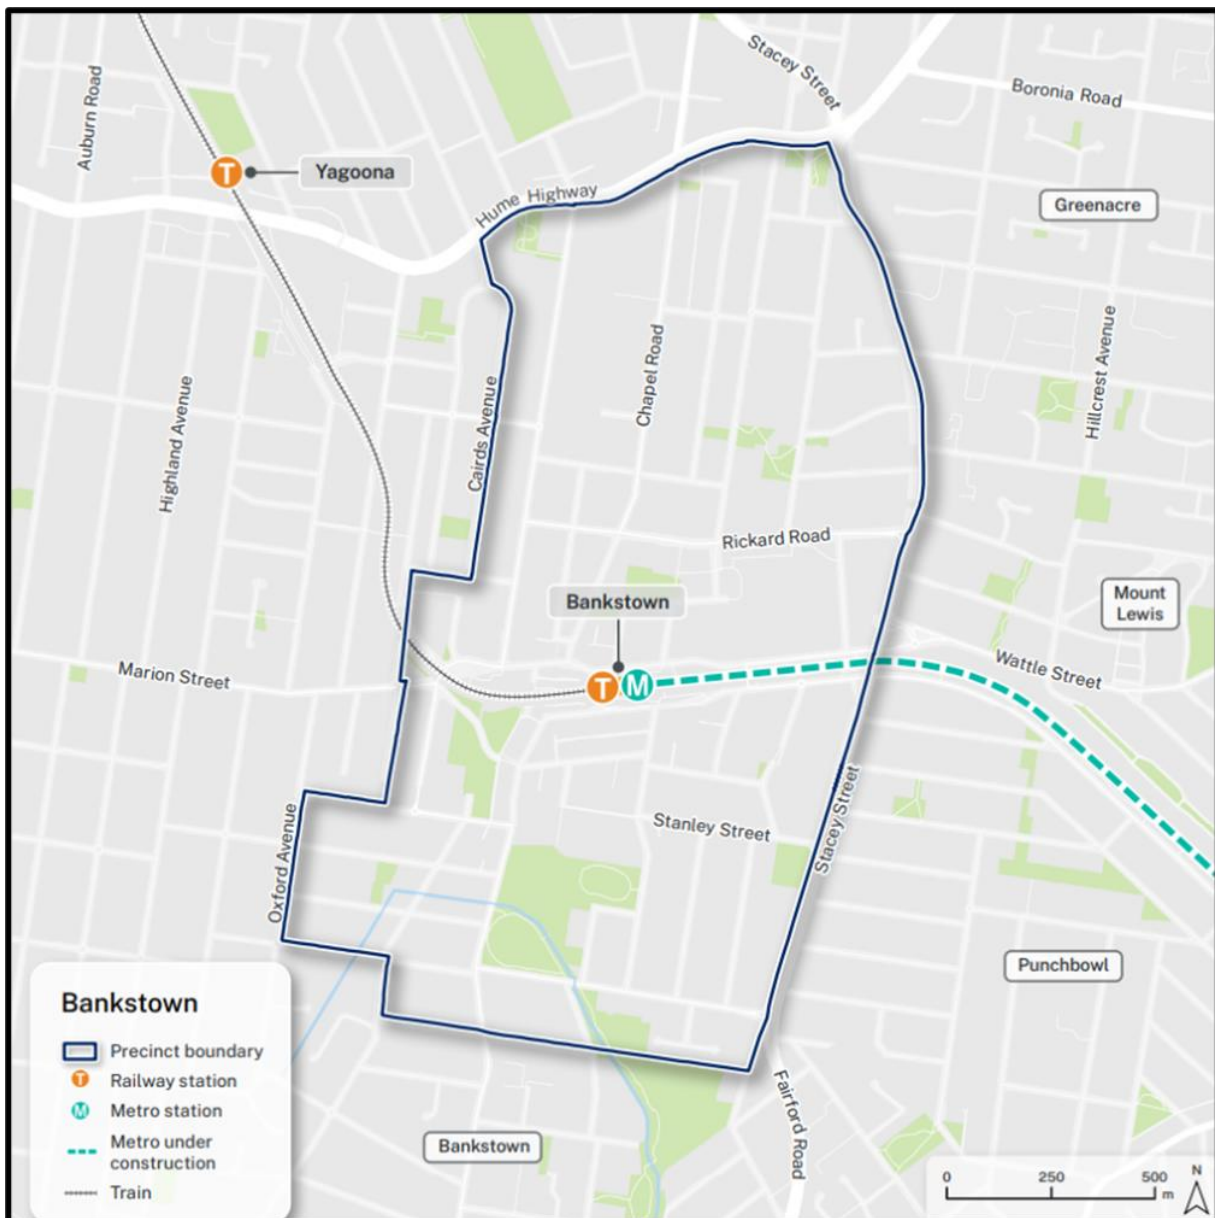 Stacey Street
Boronia Road
Auburn Road
T
Yagoona
Hume Highway
Greenacre
Chapel Road
Hillcrest Avenue
Highland Avenue
Cairds Avenue
Rickard Road
Bankstown
Mount
Lewis
Marion Street
T M
Wattle Street
Stanley Street
Stacey Street
Oxford Avenue
Punchbowl
Fairford Road
Bankstown
Bankstown
Precinct boundary
T Railway station
M Metro station
Metro under
construction
Train
0 250 500
m
N